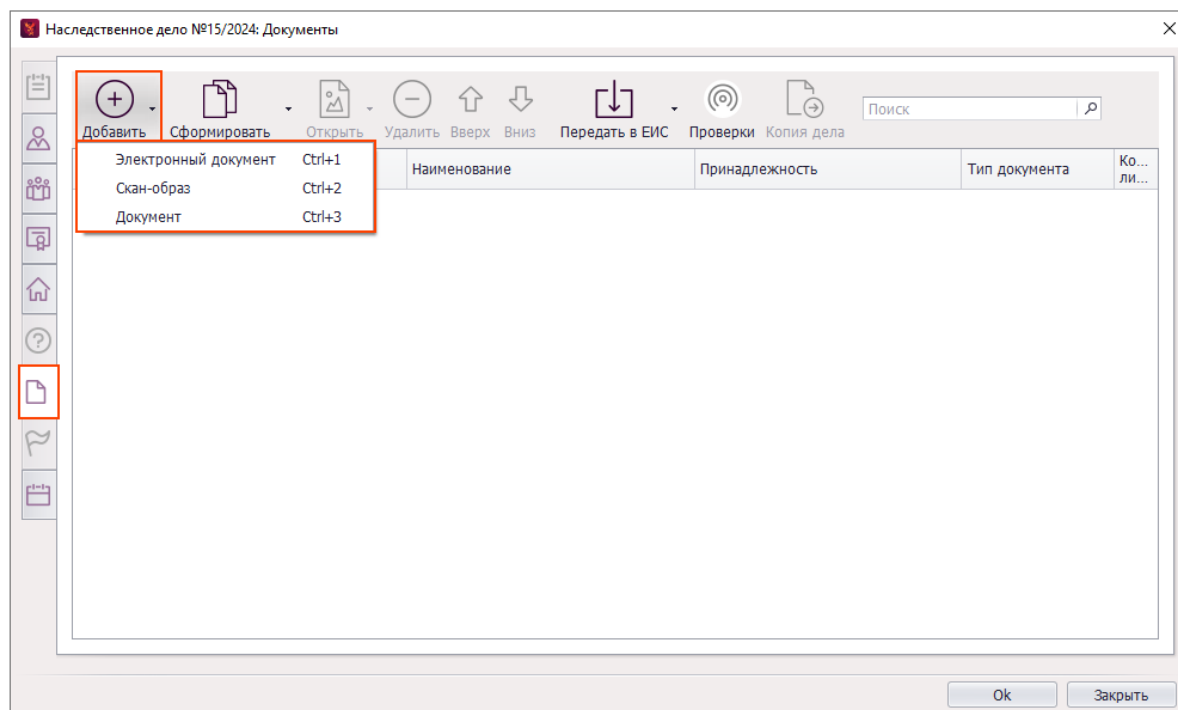 Наследственное дело №15/2024: Документы
Добавить Сформировать Открыть Удалить Вверх Вниз Передать в ЕИС Проверки Копия дела Поиск
Электронный документ Ctrl+1
Скан-образ Ctrl+2
Документ Ctrl+3
Наименование Принадлежность Тип документа Ко...
ли...
Ok Закрыть